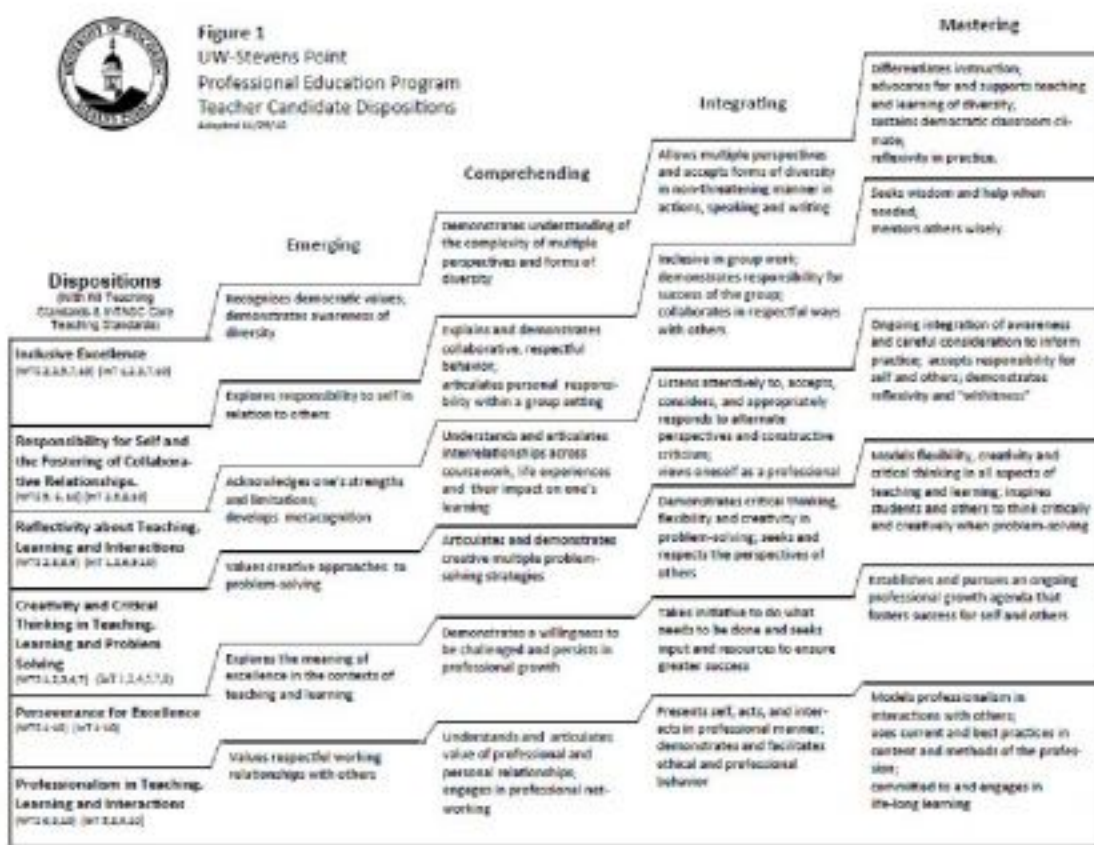 Figure 1
UW-Stevens Point
Professional Education Program
Teacher Candidate Dispositions
Mastering
Integrating
Comprehending
Emerging
Dispositions
Teaching Standards)
Inclusive Excellence
Recognizes democratic values,
demonstrates awareness of
diversity
Demonstrates understanding of
the complexity of multiple
perspectives and forms of
diversity
Allows multiple perspectives
and accepts forms of diversity
in non-threatening manner in
actions, speaking and writing
Differentiates instruction;
advocates for and supports teaching
and learning of diversity,
sustains democratic classroom cli-
mate;
reflexivity in practice.
Responsibility for Self and
the Fostering of Collabora-
tive Relationships.
Explores responsibility to self in
relation to others
Explains and demonstrates
collaborative, respectful
behavior;
articulates personal responsi-
bility within a group setting
Inclusive in group work;
demonstrates responsibility for
success of the group;
collaborates in respectful ways
with others.
Seeks wisdom and help when
needed;
mentors others wisely.
Reflectivity about Teaching,
Learning and Interactions
Acknowledges one's strengths
and limitations;
develops metacognition
Understands and articulates
interrelationships across
coursework, life experiences
and their impact on one's
learning
Listens attentively to, accepts,
considers, and appropriately
responds to alternate
perspectives and constructive
criticism;
views oneself as a professional
Ongoing integration of awareness
and careful consideration to inform
practice; accepts responsibility for
self and others; demonstrates
reflexivity and "withitness"
Creativity and Critical
Thinking in Teaching,
Learning and Problem
Solving
Values creative approaches to
problem-solving
Articulates and demonstrates
creative multiple problem-
solving strategies
Demonstrates critical thinking,
flexibility and creativity in
problem-solving; seeks and
respects the perspectives of
others
Models flexibility, creativity and
critical thinking in all aspects of
teaching and learning; inspires
students and others to think critically
and creatively when problem-solving
Perseverance for Excellence
Explores the meaning of
excellence in the contexts of
teaching and learning
Demonstrates a willingness to
be challenged and persists in
professional growth
Takes initiative to do what
needs to be done and seeks
input and resources to ensure
greater success
Establishes and pursues an ongoing
professional growth agenda that
fosters success for self and others
Professionalism in Teaching,
Learning and Interactions
Values respectful working
relationships with others
Understands and articulates
value of professional and
personal relationships;
engages in professional net-
working
Presents self, acts, and inter-
acts in professional manner;
demonstrates and facilitates
ethical and professional
behavior
Models professionalism in
interactions with others;
uses current and best practices in
content and methods of the profes-
sion;
committed to and engages in
life-long learning